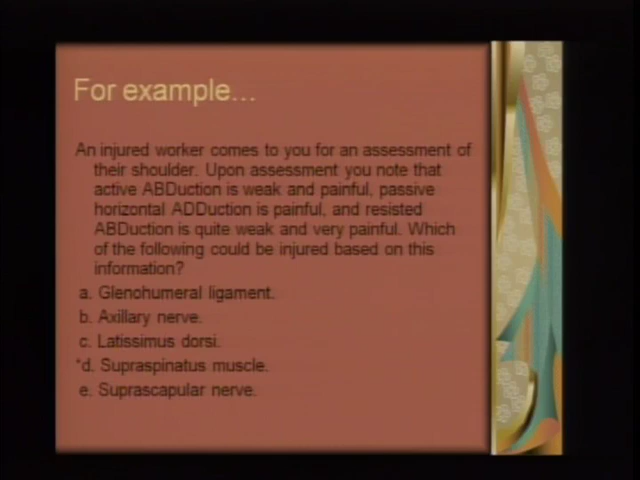 For example...
An injured worker comes to you for an assessment of
their shoulder. Upon assessment you note that
active ABDuction is weak and painful, passive
horizontal ADDuction is painful, and resisted
ABDuction is quite weak and very painful. Which
of the following could be injured based on this
information?
a. Glenohumeral ligament.
b. Axillary nerve.
c. Latissimus dorsi.
*d. Supraspinatus muscle.
e. Suprascapular nerve.